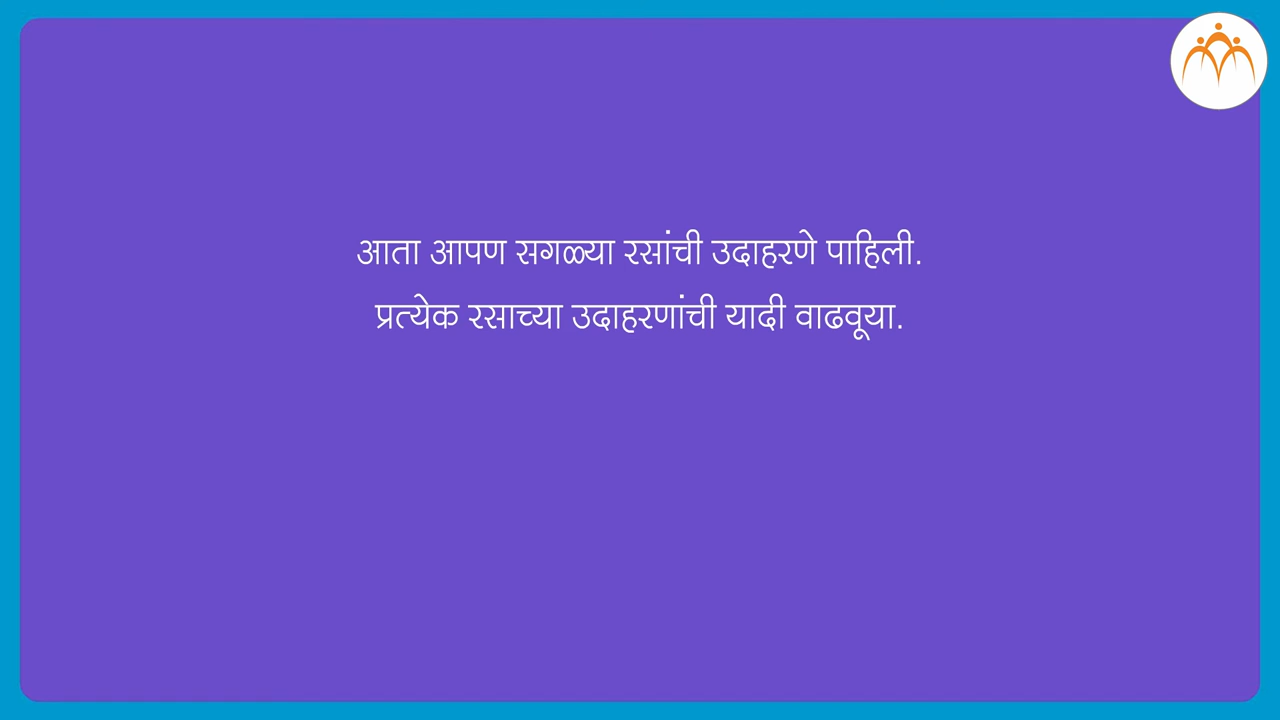 आता आपण सगळ्या रसांची उदाहरणे पाहिली.
प्रत्येक रसाच्या उदाहरणांची यादी वाढवूया.